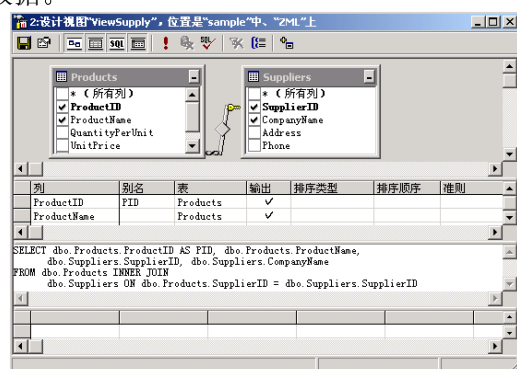 数据。
2:设计视图"ViewSupply"，位置是"sample"中、"ZML"上
SQL
Products
* (所有列)
ProductID
ProductName
QuantityPerUnit
UnitPrice
Suppliers
* (所有列)
SupplierID
CompanyName
Address
Phone
列 别名 表 输出 排序类型 排序顺序 准则
ProductID PID Products ✓
ProductName Products ✓
SELECT dbo.Products.ProductID AS PID, dbo.Products.ProductName,
dbo.Suppliers.SupplierID, dbo.Suppliers.CompanyName
FROM dbo.Products INNER JOIN
dbo.Suppliers ON dbo.Products.SupplierID = dbo.Suppliers.SupplierID